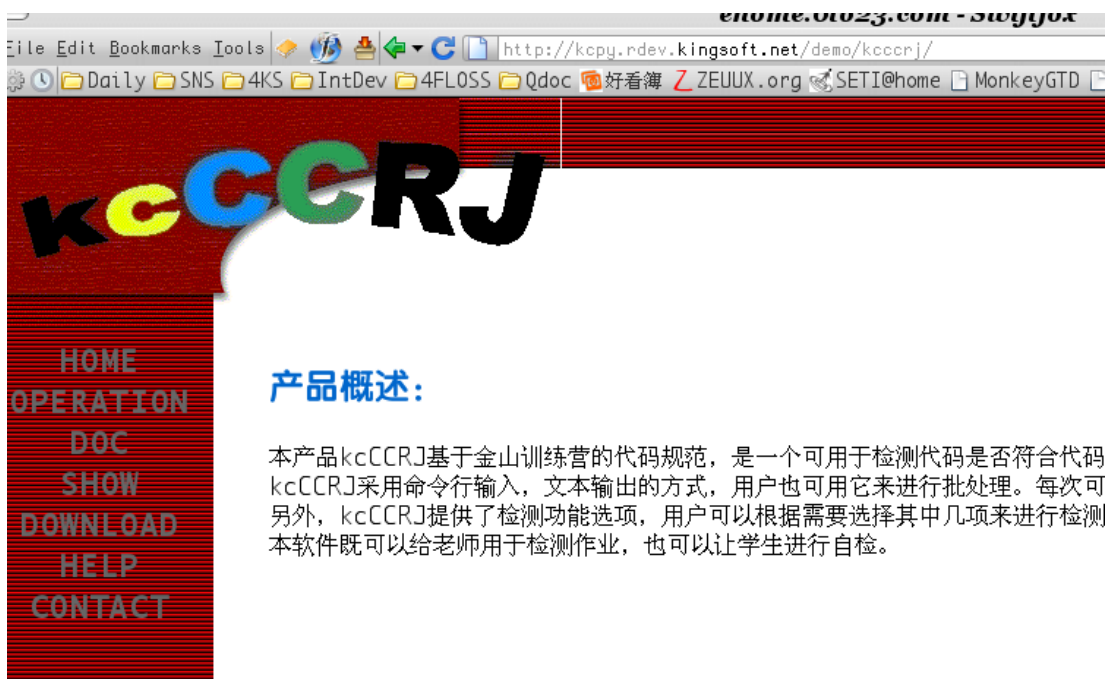 ehome.01023.com - Swiftfox
File Edit Bookmarks Tools http://kcpy.rdev.kingsoft.net/demo/kcccrj/
Daily SNS 4KS IntDev 4FLOSS Qdoc 好看簿 ZEUUX.org SETI@home MonkeyGTD
kcCCRJ
HOME
OPERATION
DOC
SHOW
DOWNLOAD
HELP
CONTACT
产品概述：
本产品kcCCRJ基于金山训练营的代码规范，是一个可用于检测代码是否符合代码
kcCCRJ采用命令行输入，文本输出的方式，用户也可用它来进行批处理。每次可
另外，kcCCRJ提供了检测功能选项，用户可以根据需要选择其中几项来进行检测
本软件既可以给老师用于检测作业，也可以让学生进行自检。